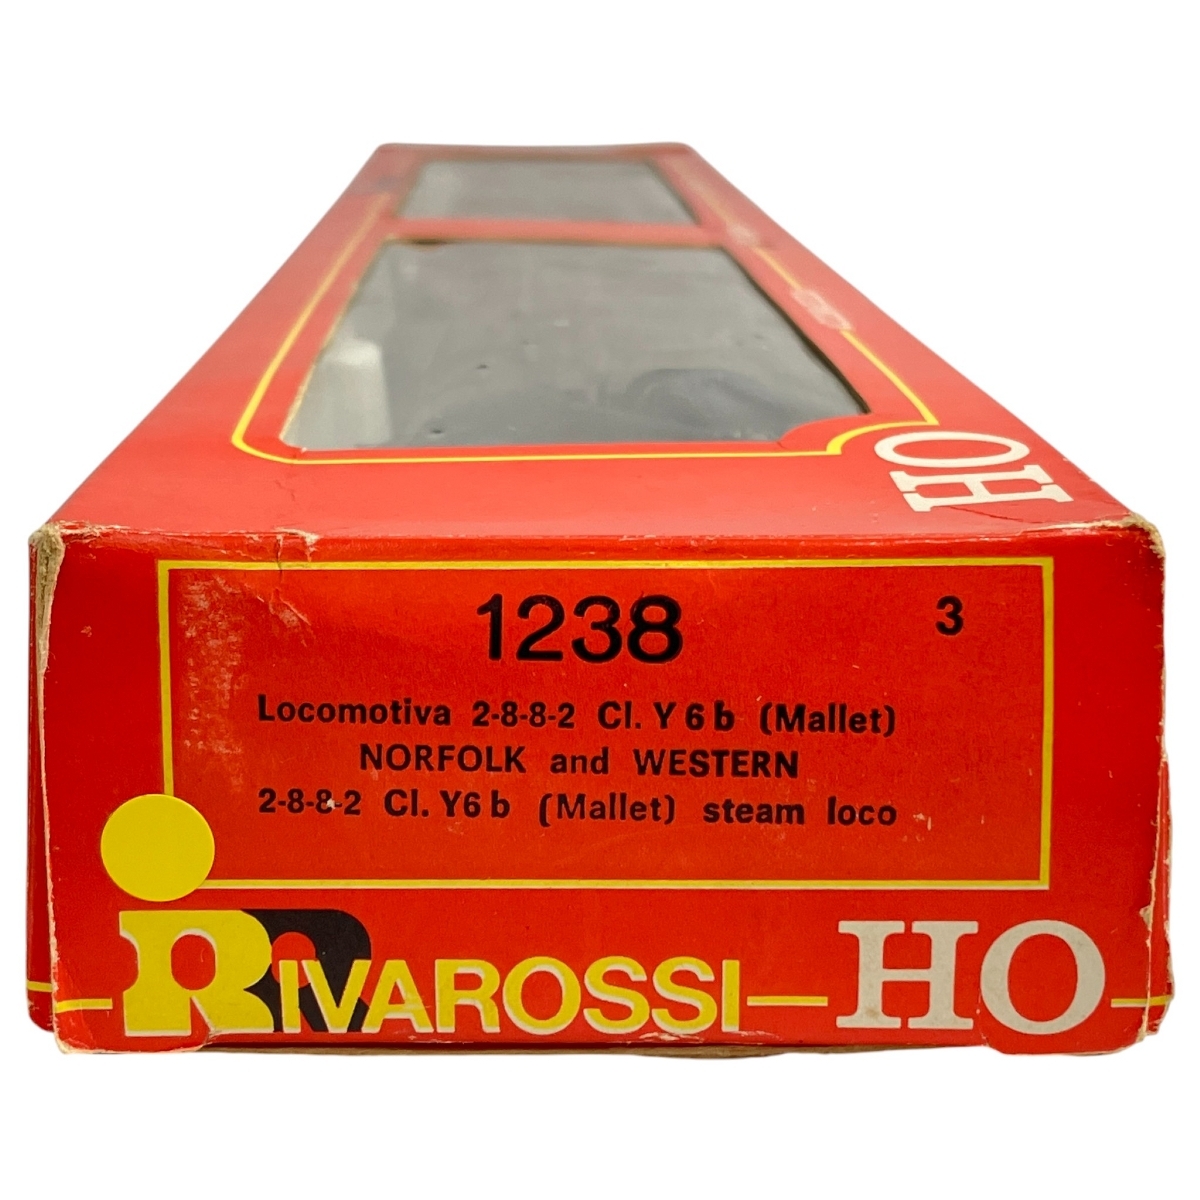 HO
1238 3
Locomotiva 2-8-8-2 Cl. Y 6 b (Mallet)
NORFOLK and WESTERN
2-8-8-2 Cl. Y6 b (Mallet) steam loco
RIVAROSSI HO